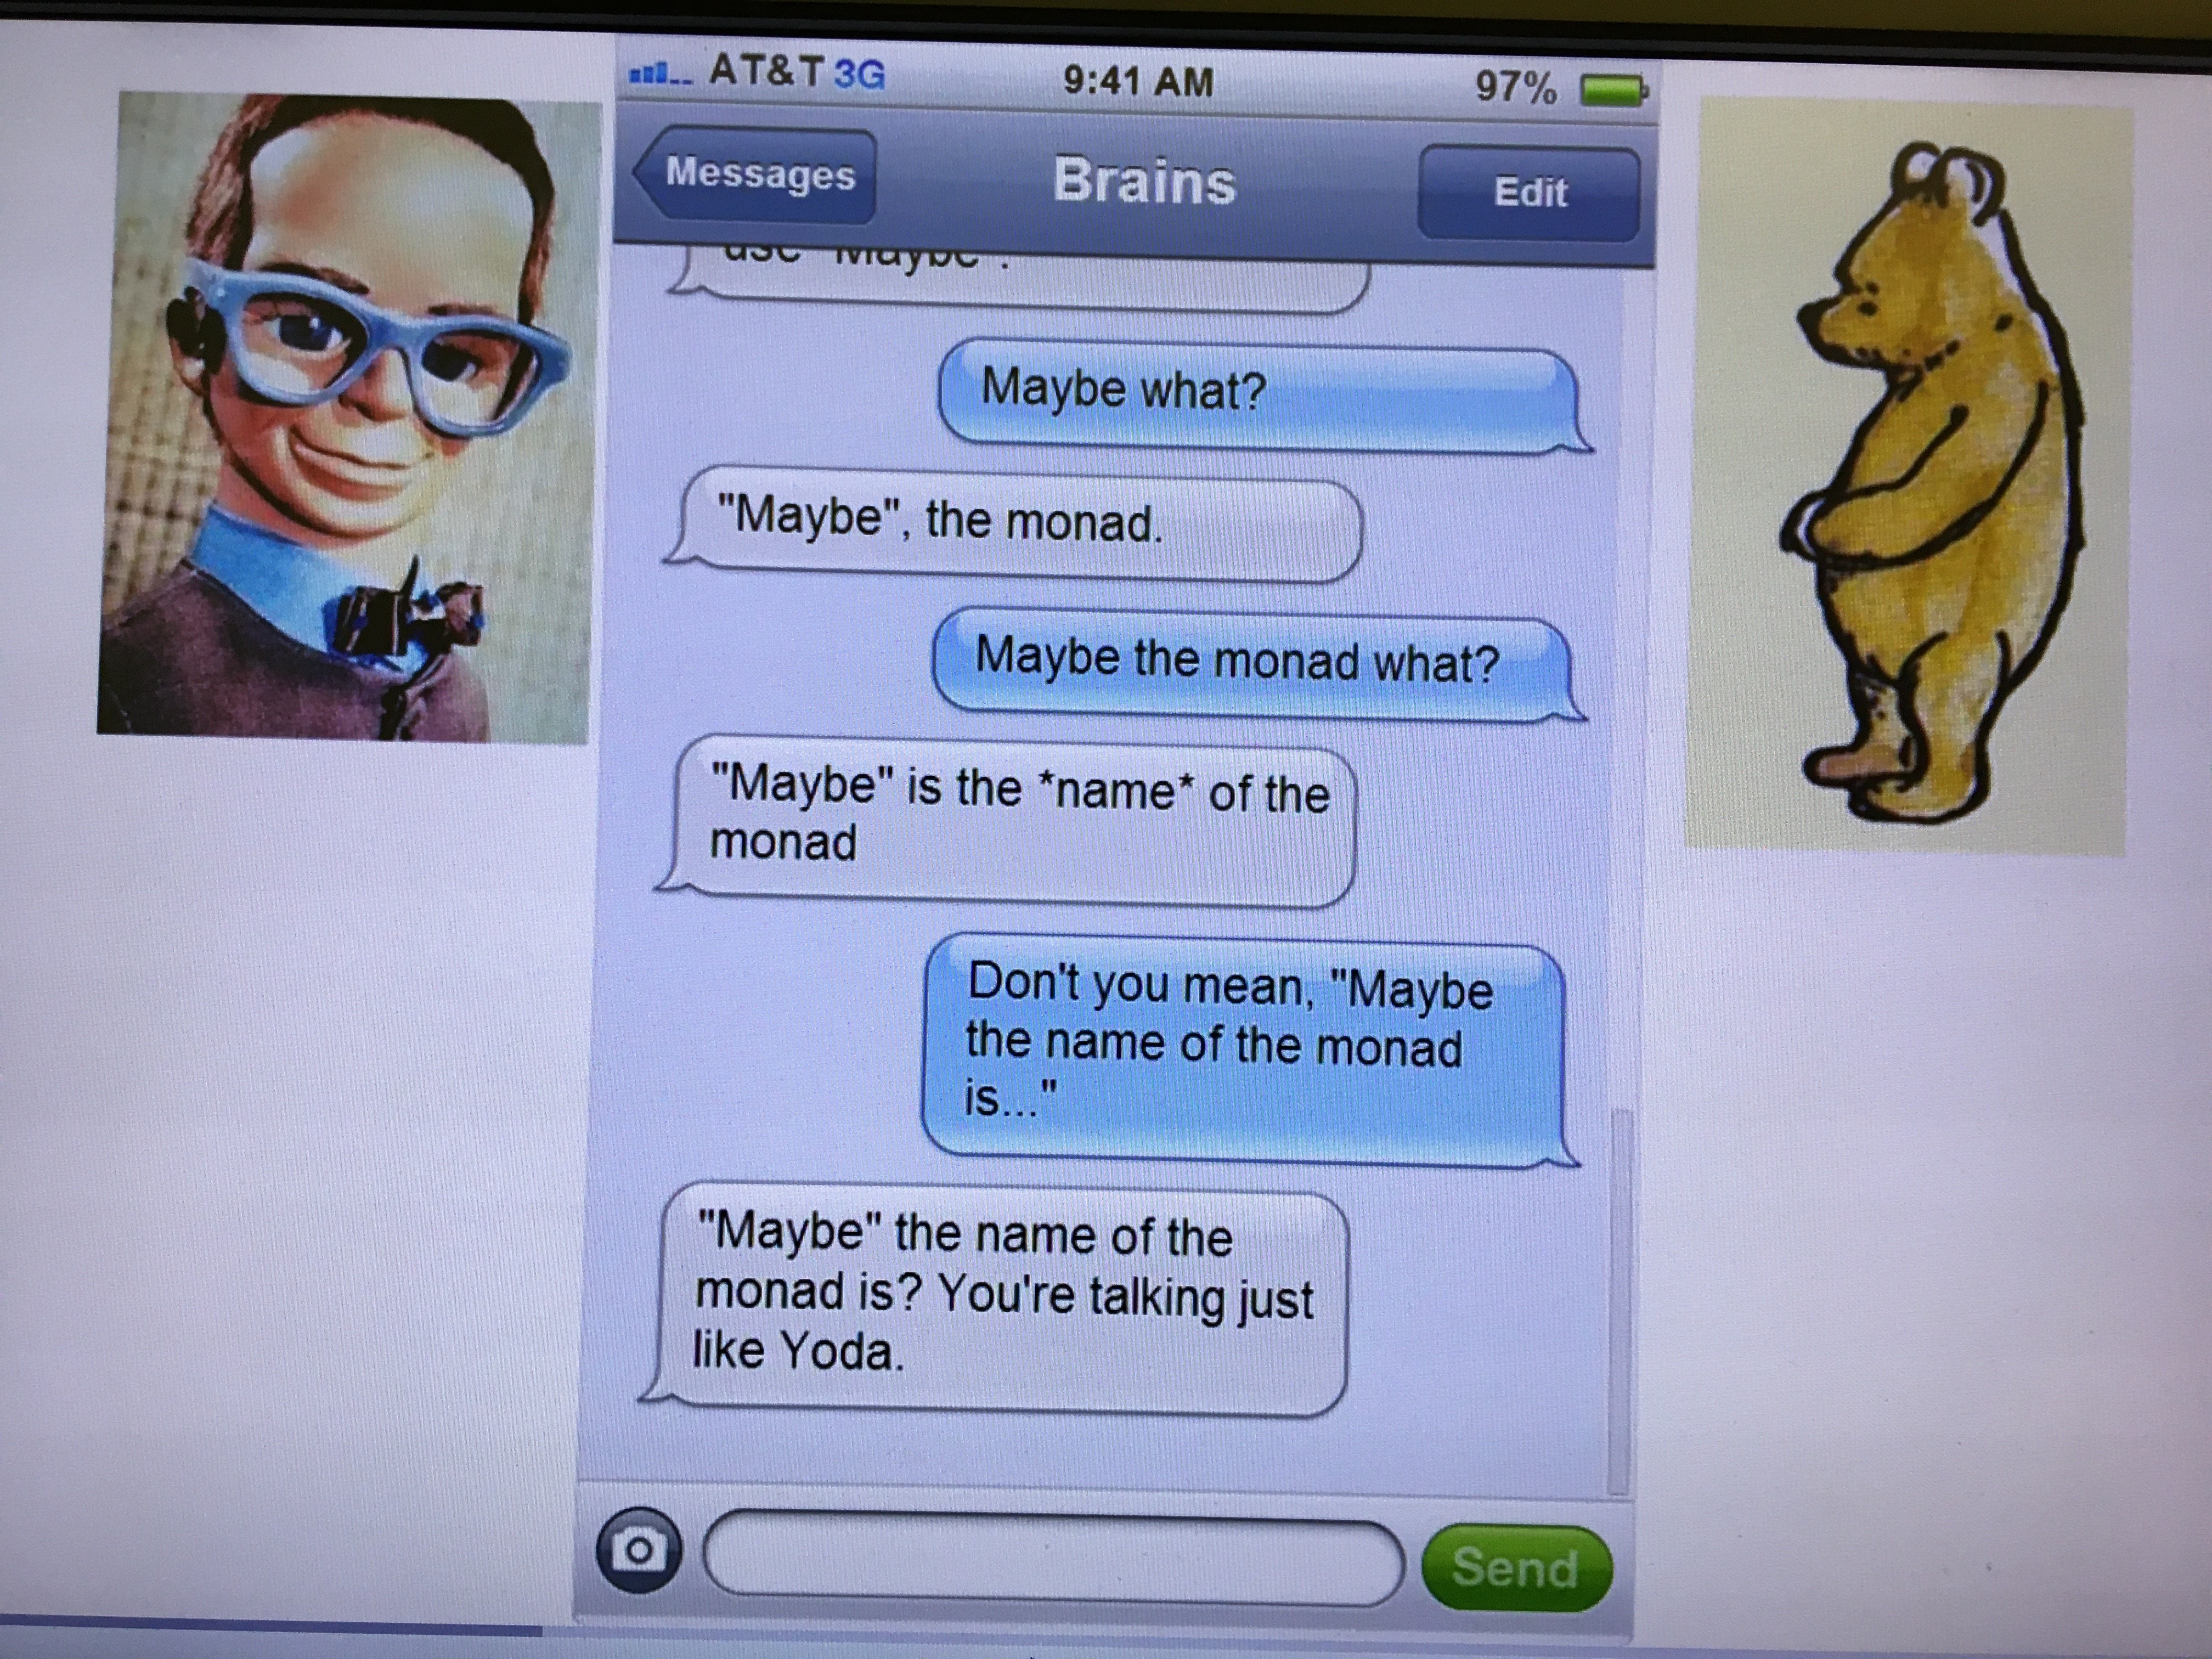 AT&T 3G 9:41 AM 97%
Messages Brains Edit
use "Maybe".
Maybe what?
"Maybe", the monad.
Maybe the monad what?
"Maybe" is the *name* of the
monad
Don't you mean, "Maybe
the name of the monad
is..."
"Maybe" the name of the
monad is? You're talking just
like Yoda.
Send